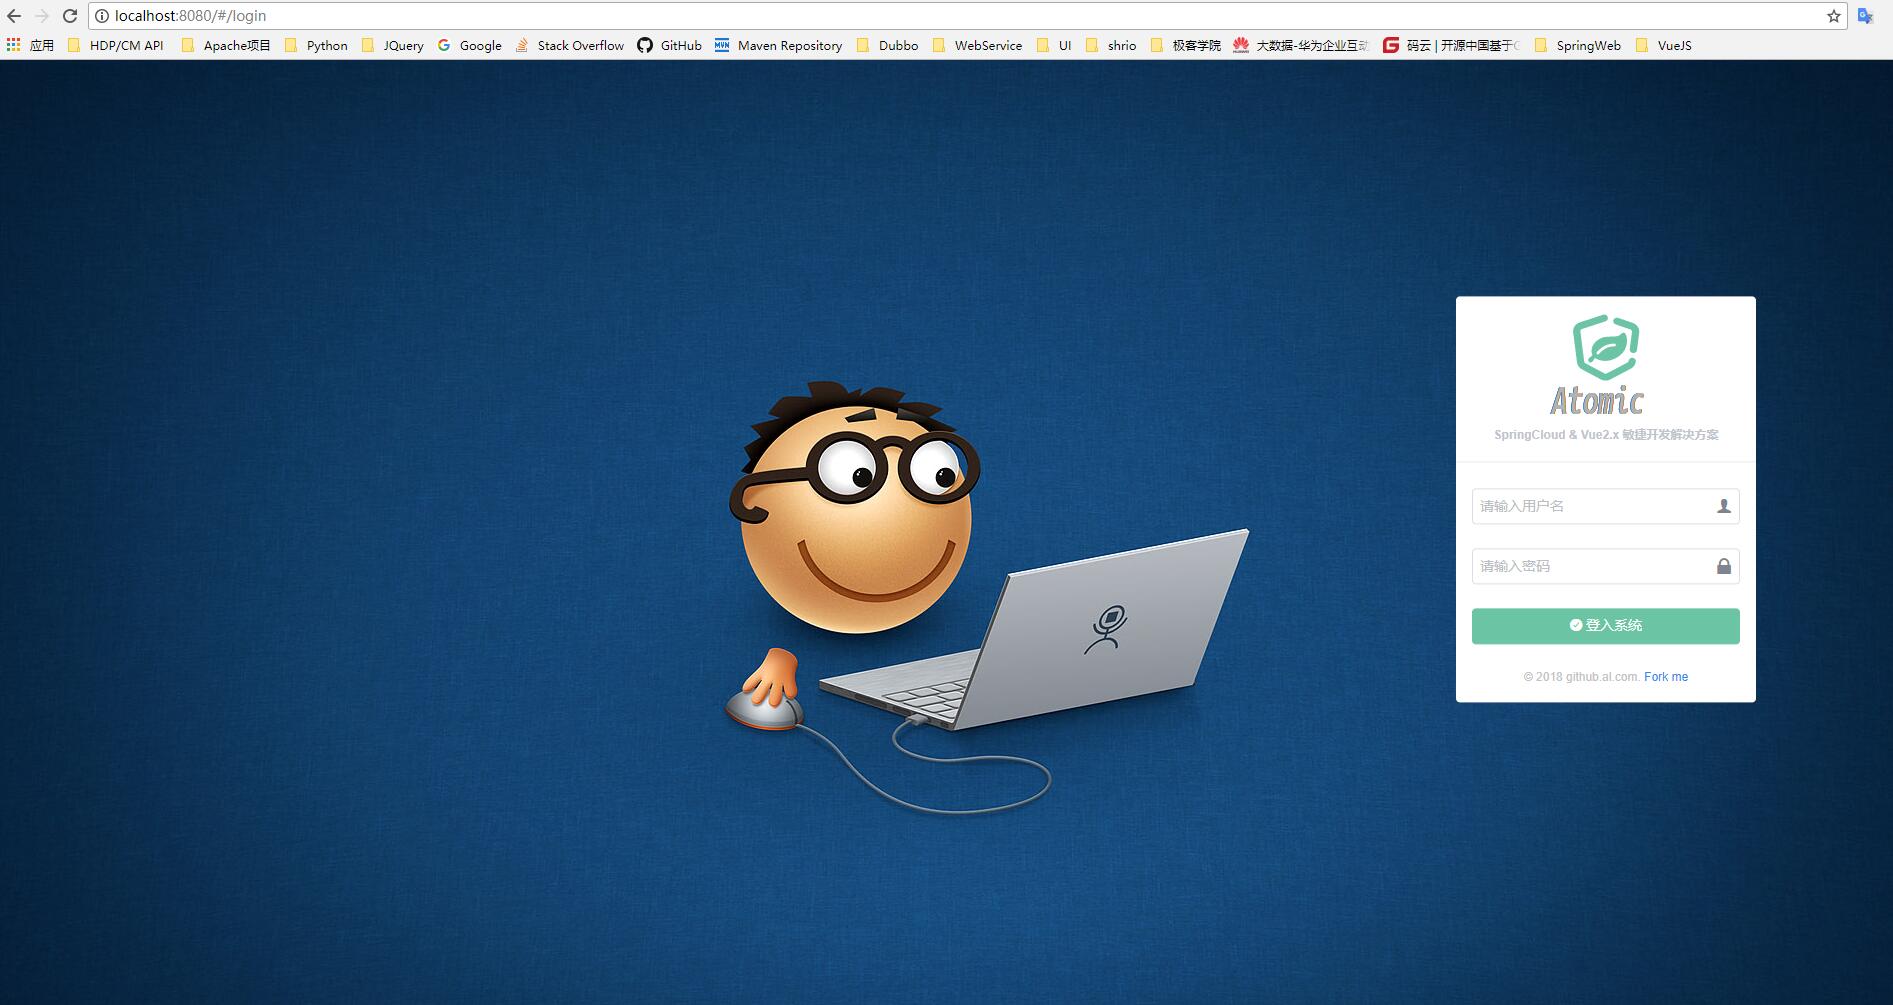 localhost:8080/#/login
应用 HDP/CM API Apache项目 Python JQuery Google Stack Overflow GitHub MVN Maven Repository Dubbo WebService UI shrio 极客学院 大数据-华为企业互动 码云 | 开源中国基于 SpringWeb VueJS
Atomic
SpringCloud & Vue2.x 敏捷开发解决方案
请输入用户名
请输入密码
登入系统
© 2018 github.al.com. Fork me